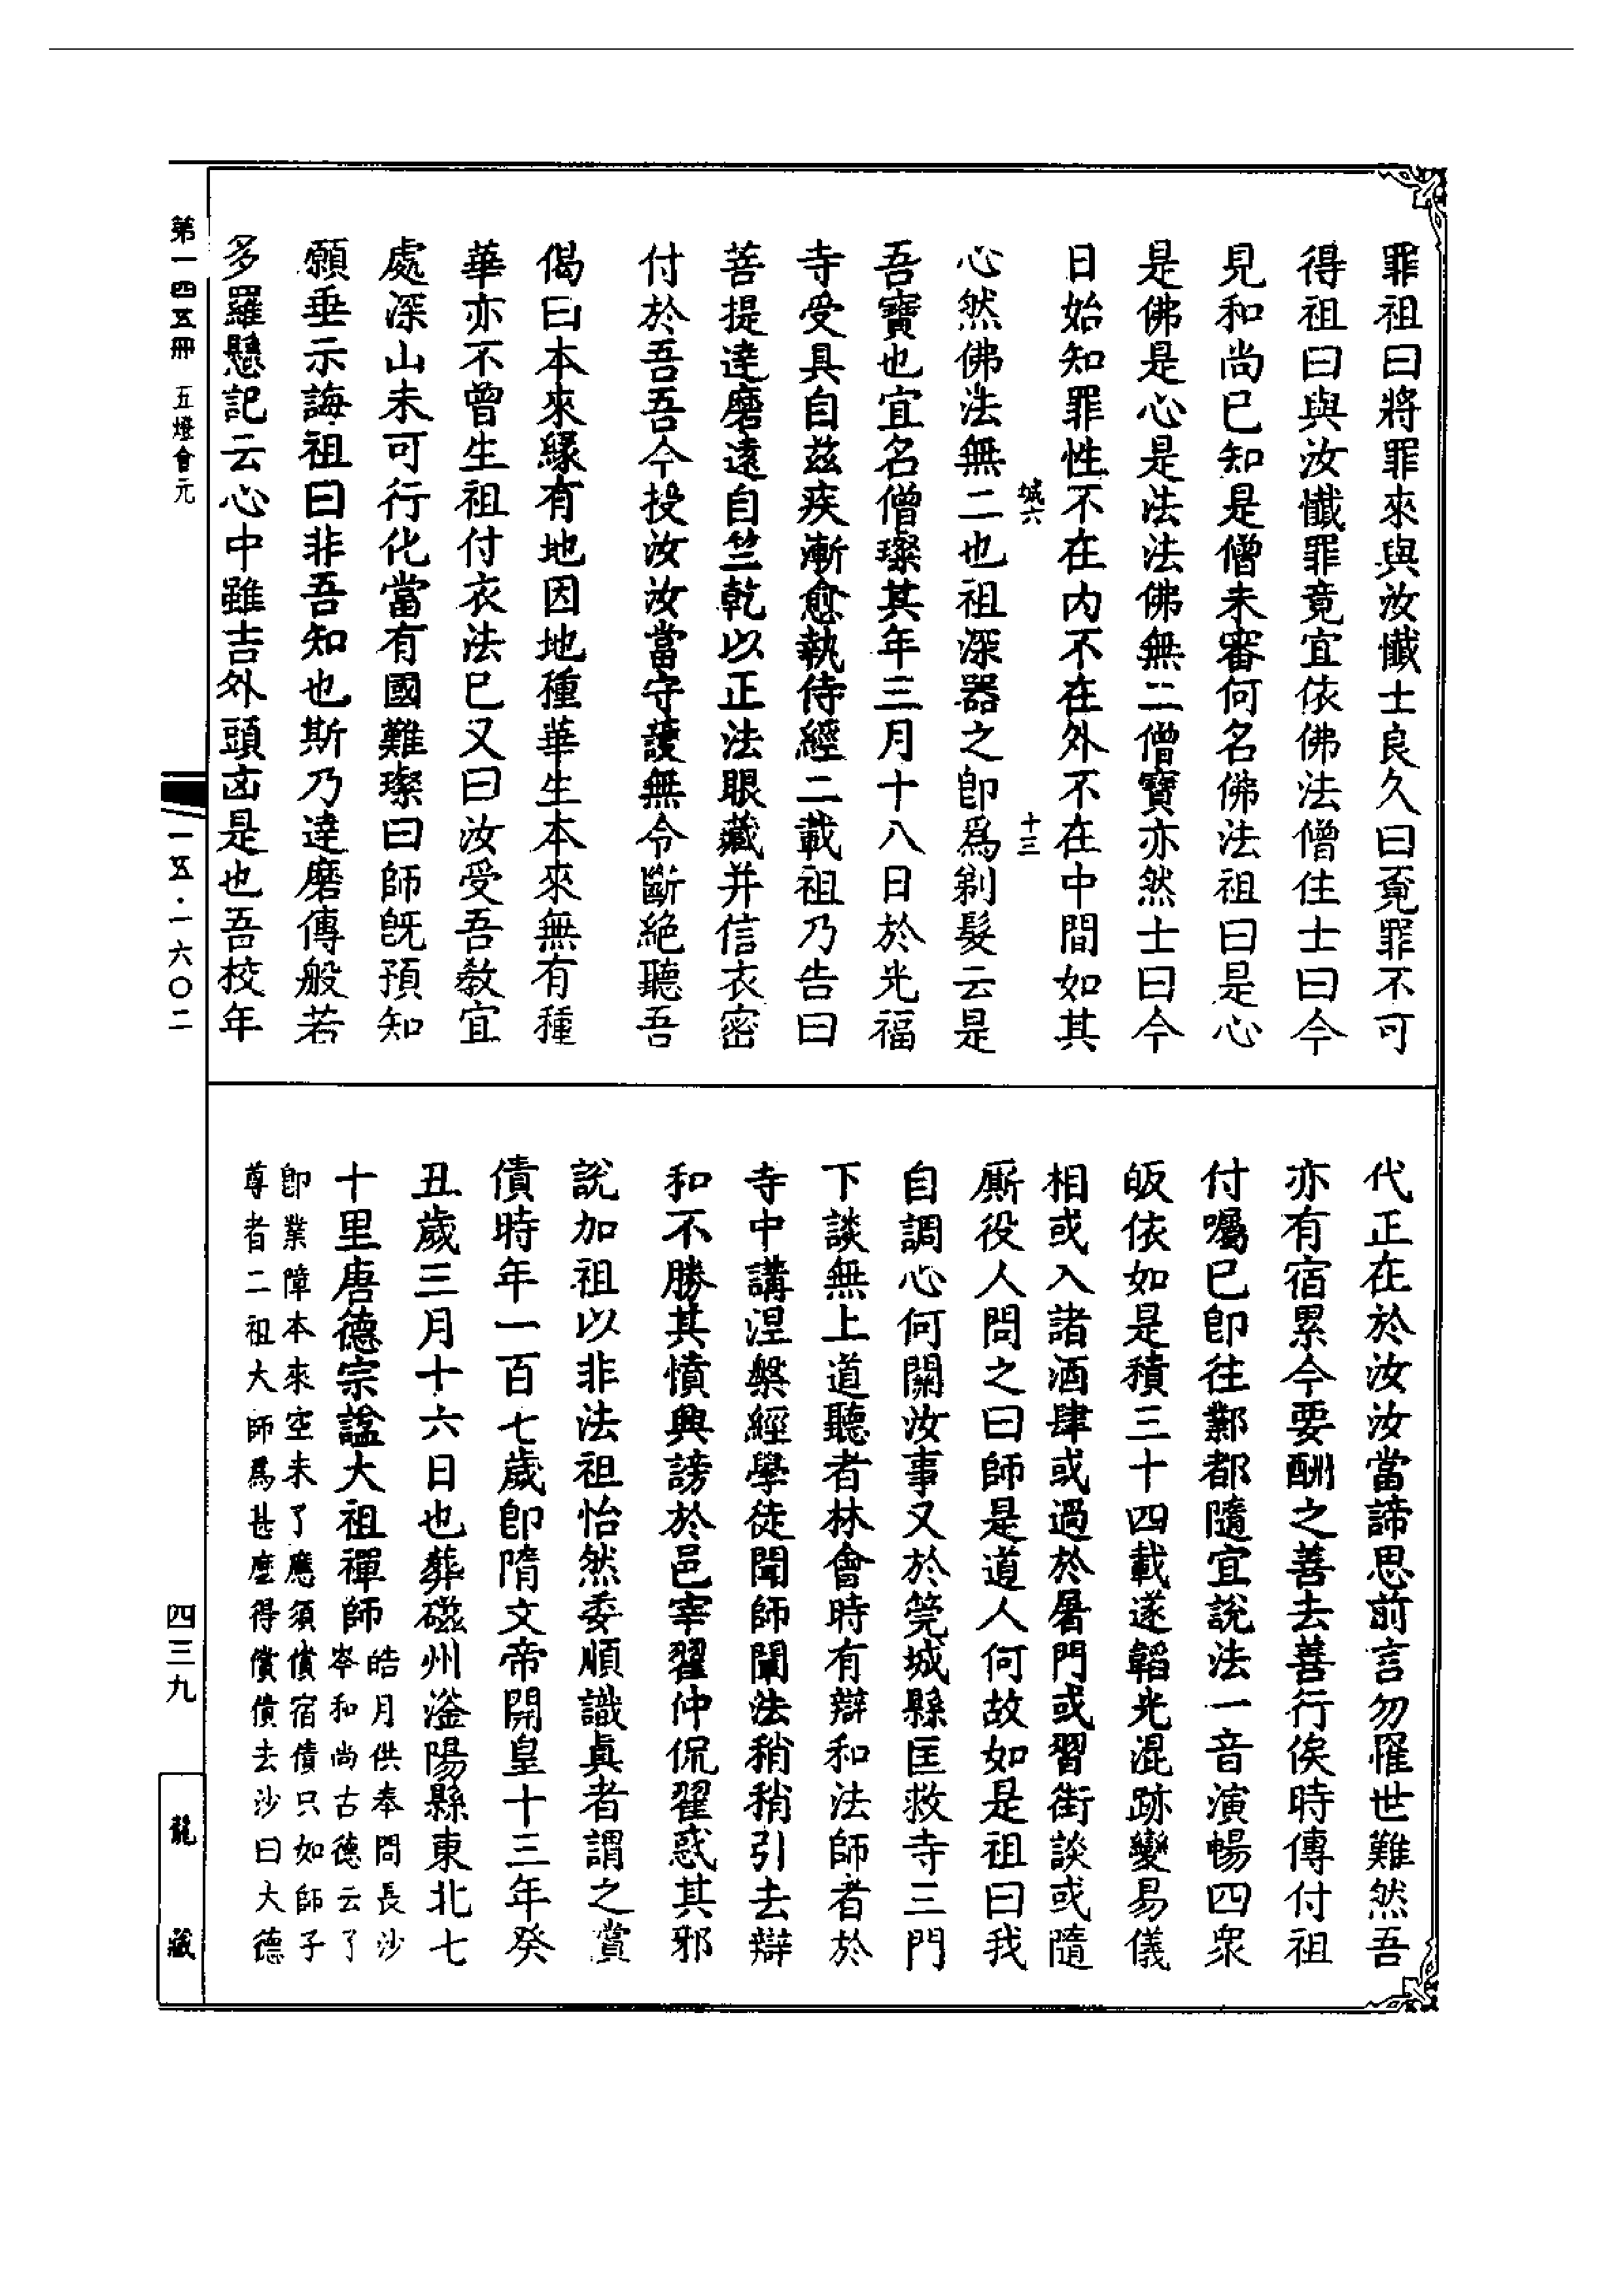 罪祖曰將罪來與汝懺士良久曰覓罪不可
得祖曰與汝懺罪竟宜依佛法僧住士曰今
見和尚已知是僧未審何名佛法祖曰是心
是佛是心是法法佛無二僧寶亦然士曰今
日始知罪性不在內不在外不在中間如其
城六
十三
心然佛法無二也祖深器之卽爲剃髮云是
吾寶也宜名僧璨其年三月十八日於光福
寺受具自兹疾漸愈執侍經二載祖乃告曰
菩提達磨遠自竺乾以正法眼藏并信衣密
付於吾吾今授汝汝當守護無令斷絕聽吾
偈曰本來緣有地因地種華生本來無有種
華亦不曾生祖付衣法已又曰汝受吾敎宜
處深山未可行化當有國難璨曰師旣預知
願垂示誨祖曰非吾知也斯乃達磨傳般若
多羅懸記云心中雖吉外頭凶是也吾校年
代正在於汝汝當諦思前言勿罹世難然吾
亦有宿累今要酬之善去善行俟時傳付祖
付囑已卽往鄴都隨宜說法一音演暢四衆
皈依如是積三十四載遂韜光混跡變易儀
相或入諸酒肆或過於屠門或習街談或隨
厮役人問之曰師是道人何故如是祖曰我
自調心何關汝事又於筦城縣匡救寺三門
下談無上道聽者林會時有辯和法師者於
寺中講涅槃經學徒聞師闡法稍稍引去辯
和不勝其憤興謗於邑宰翟仲侃翟惑其邪
說加祖以非法祖怡然委順識眞者謂之償
債時年一百七歲卽隋文帝開皇十三年癸
丑歲三月十六日也葬磁州滏陽縣東北七
十里唐德宗諡大祖禪師
皓月供奉問長沙
岑和尚古德云了
卽業障本來空未了應須償宿債只如師子
尊者二祖大師爲甚麼得償債去沙曰大德
第一四五冊 五燈會元
一五·一六〇二
四三九
龍藏